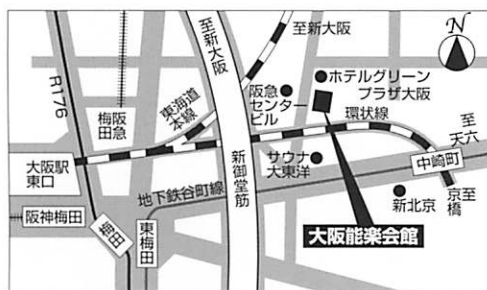 至新大阪
至新大阪
N
ホテルグリーン
プラザ大阪
阪急
センター
ビル
R176
梅阪
田急
東海道
本線
環状線
至
天六
新御堂筋
サウナ
大東洋
中崎町
大阪駅
東口
地下鉄谷町線
新北京
京至
橋
阪神梅田
梅田
東梅田
大阪能楽会館